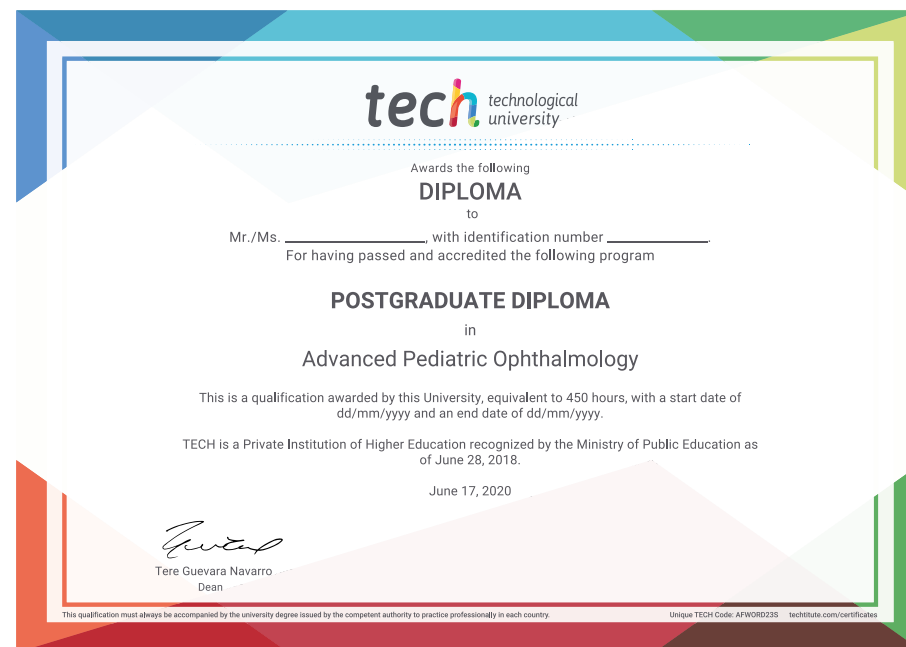 tech technological
university
Awards the following
DIPLOMA
to
Mr./Ms. ____________________, with identification number ______________.
For having passed and accredited the following program
POSTGRADUATE DIPLOMA
in
Advanced Pediatric Ophthalmology
This is a qualification awarded by this University, equivalent to 450 hours, with a start date of
dd/mm/yyyy and an end date of dd/mm/yyyy.
TECH is a Private Institution of Higher Education recognized by the Ministry of Public Education as
of June 28, 2018.
June 17, 2020
Tere Guevara Navarro
Dean
This qualification must always be accompanied by the university degree issued by the competent authority to practice professionally in each country. Unique TECH Code: AFWORD23S techtitute.com/certificates